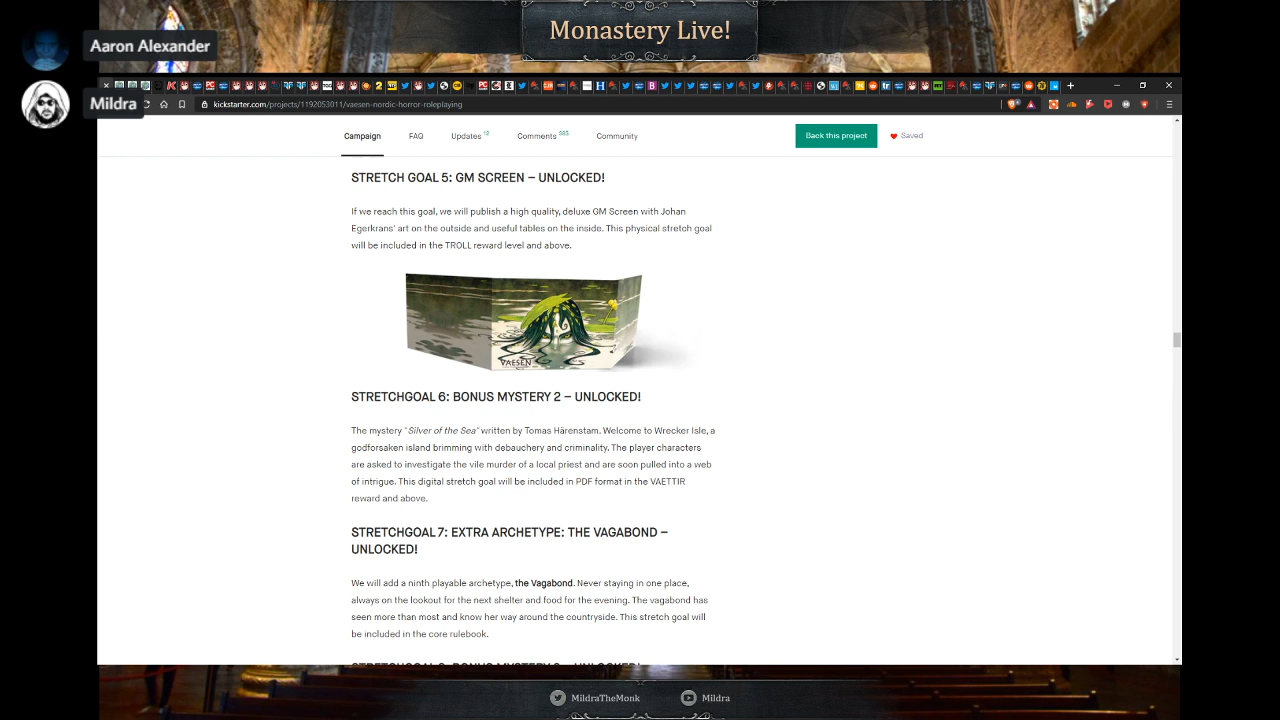 Monastery Live!
Aaron Alexander
Mildra
kickstarter.com/projects/1192053011/vaesen-nordic-horror-roleplaying
Campaign FAQ Updates 12 Comments 383 Community Back this project Saved
STRETCH GOAL 5: GM SCREEN – UNLOCKED!
If we reach this goal, we will publish a high quality, deluxe GM Screen with Johan
Egerkrans' art on the outside and useful tables on the inside. This physical stretch goal
will be included in the TROLL reward level and above.
VAESEN
STRETCHGOAL 6: BONUS MYSTERY 2 – UNLOCKED!
The mystery "Silver of the Sea" written by Tomas Härenstam. Welcome to Wrecker Isle, a
godforsaken island brimming with debauchery and criminality. The player characters
are asked to investigate the vile murder of a local priest and are soon pulled into a web
of intrigue. This digital stretch goal will be included in PDF format in the VAETTIR
reward and above.
STRETCHGOAL 7: EXTRA ARCHETYPE: THE VAGABOND –
UNLOCKED!
We will add a ninth playable archetype, the Vagabond. Never staying in one place,
always on the lookout for the next shelter and food for the evening. The vagabond has
seen more than most and know her way around the countryside. This stretch goal will
be included in the core rulebook.
MildraTheMonk Mildra